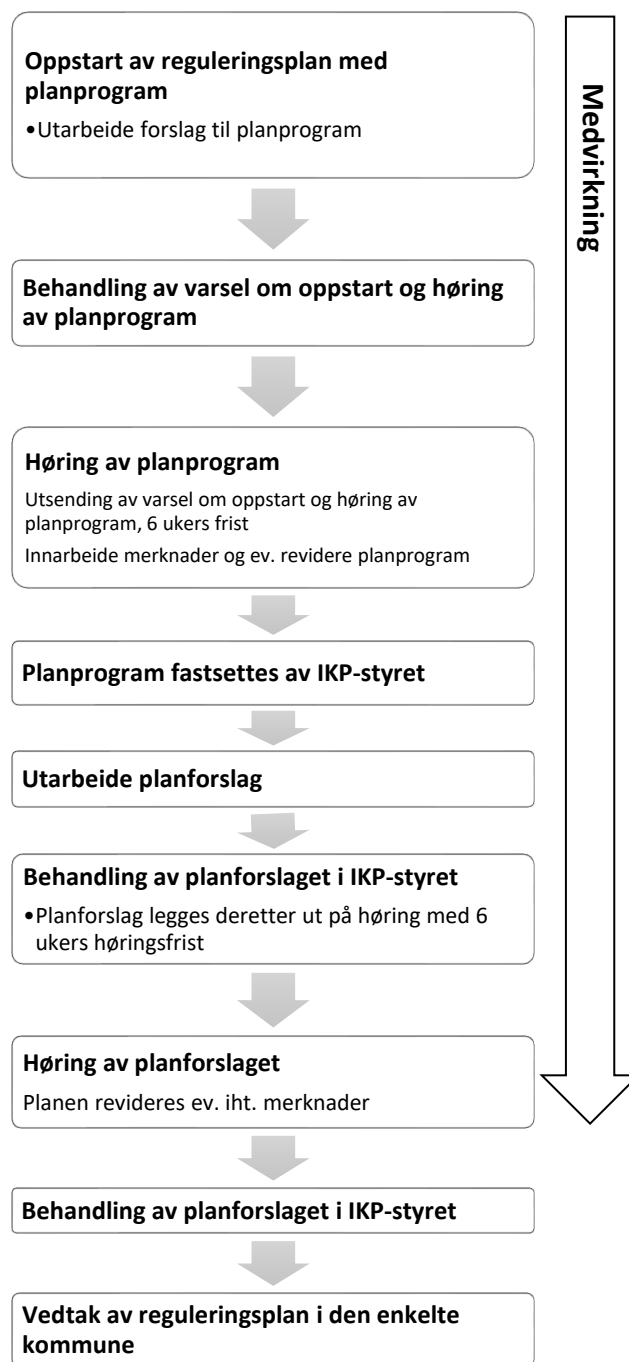 Oppstart av reguleringsplan med
planprogram
•Utarbeide forslag til planprogram
Medvirkning
Behandling av varsel om oppstart og høring
av planprogram
Høring av planprogram
Utsending av varsel om oppstart og høring av
planprogram, 6 ukers frist
Innarbeide merknader og ev. revidere planprogram
Planprogram fastsettes av IKP-styret
Utarbeide planforslag
Behandling av planforslaget i IKP-styret
•Planforslag legges deretter ut på høring med 6
ukers høringsfrist
Høring av planforslaget
Planen revideres ev. iht. merknader
Behandling av planforslaget i IKP-styret
Vedtak av reguleringsplan i den enkelte
kommune